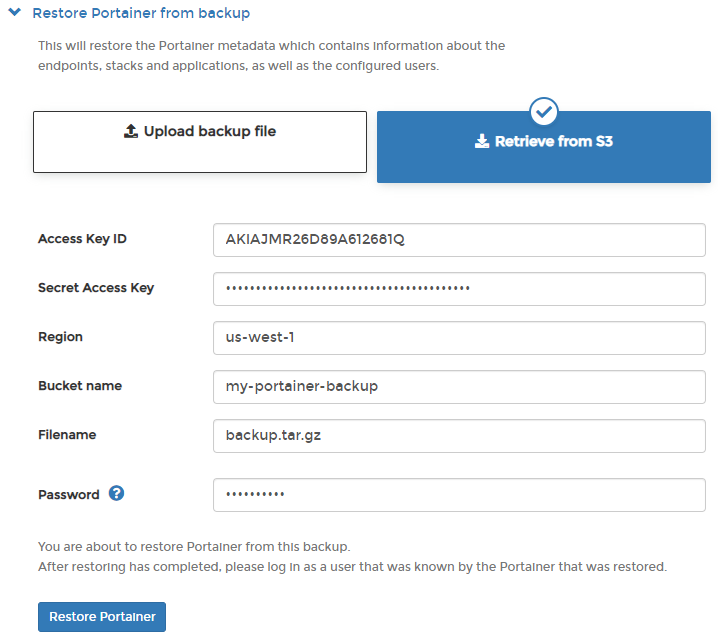 Restore Portainer from backup
This will restore the Portainer metadata which contains information about the
endpoints, stacks and applications, as well as the configured users.
Upload backup file
Retrieve from S3
Access Key ID
AKIAJMR26D89A612681Q
Secret Access Key
••••••••••••••••••••••••••••••••••••••••
Region
us-west-1
Bucket name
my-portainer-backup
Filename
backup.tar.gz
Password ?
••••••••••
You are about to restore Portainer from this backup.
After restoring has completed, please log in as a user that was known by the Portainer that was restored.
Restore Portainer